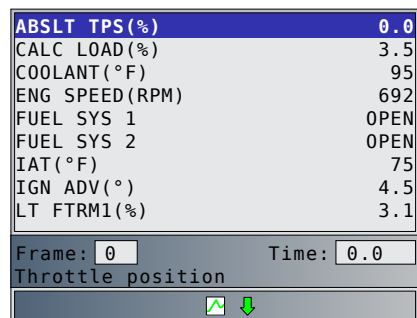 ABSLT TPS(%) 0.0
CALC LOAD(%) 3.5
COOLANT(°F) 95
ENG SPEED(RPM) 692
FUEL SYS 1 OPEN
FUEL SYS 2 OPEN
IAT(°F) 75
IGN ADV(°) 4.5
LT FTRM1(%) 3.1
Frame: 0 Time: 0.0
Throttle position